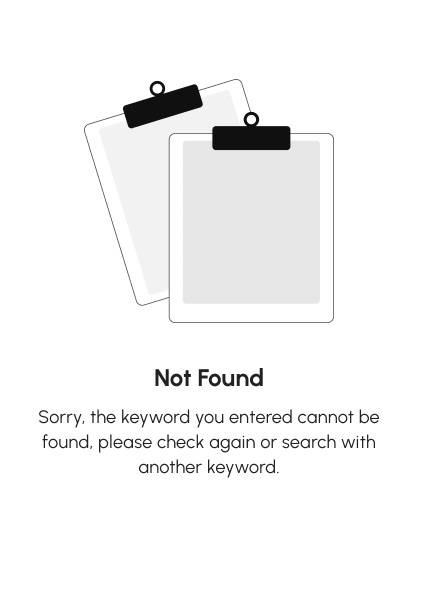 Not Found
Sorry, the keyword you entered cannot be
found, please check again or search with
another keyword.